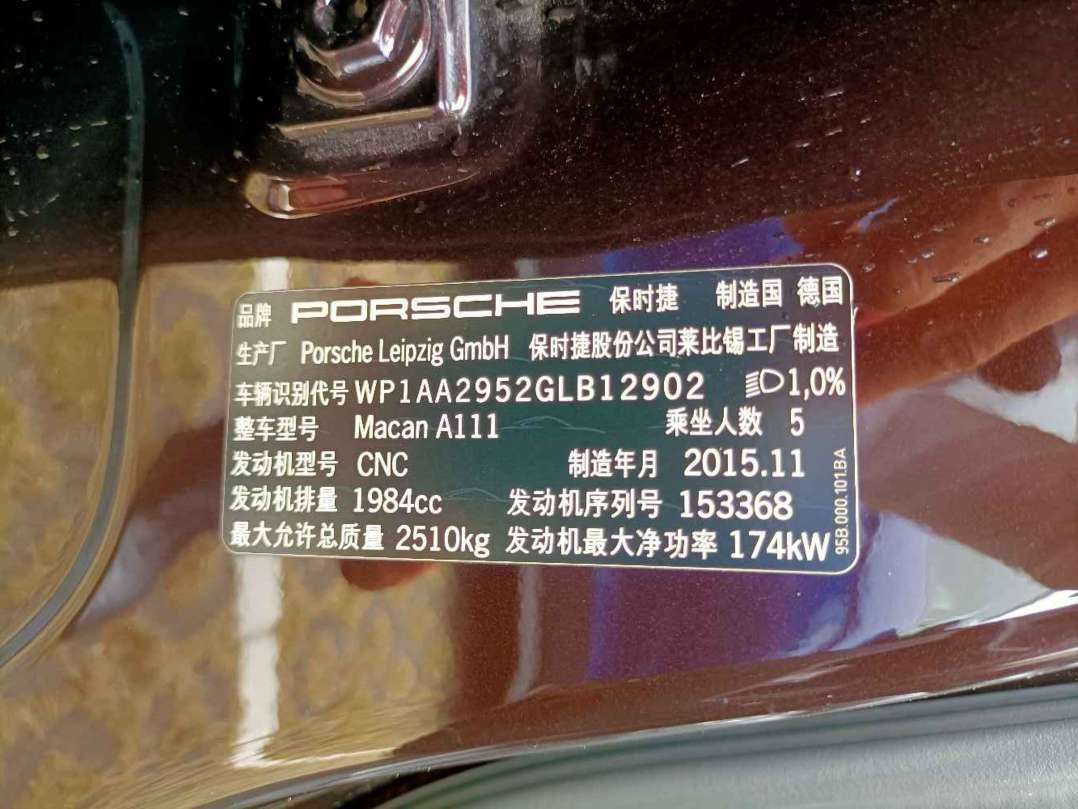 品牌 PORSCHE 保时捷 制造国 德国
生产厂 Porsche Leipzig GmbH 保时捷股份公司莱比锡工厂制造
车辆识别代号 WP1AA2952GLB12902 1,0%
整车型号 Macan A111 乘坐人数 5
发动机型号 CNC 制造年月 2015.11
发动机排量 1984cc 发动机序列号 153368
最大允许总质量 2510kg 发动机最大净功率 174kW
95B.000.101.BA